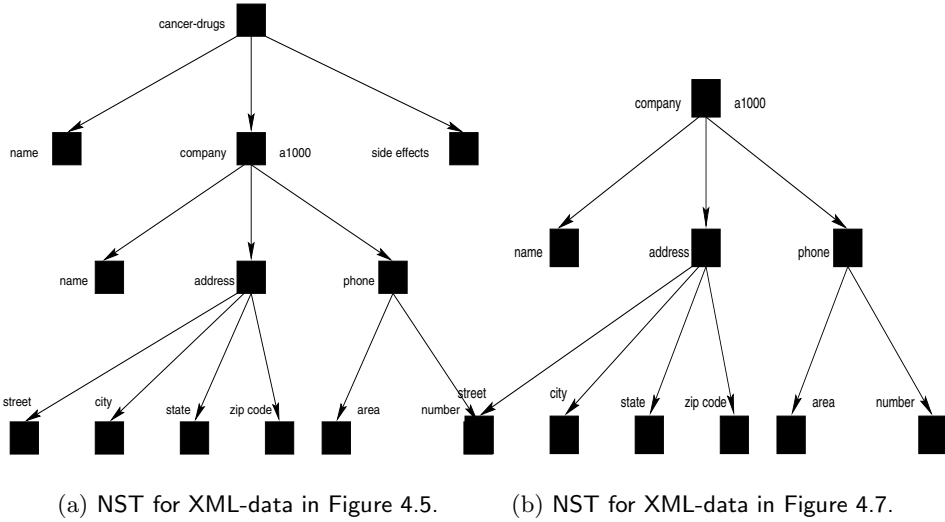 cancer-drugs
name
company
a1000
side effects
name
address
phone
street
city
state
zip code
area
number
company
a1000
name
address
phone
street
city
state
zip code
area
number
(a) NST for XML-data in Figure 4.5.
(b) NST for XML-data in Figure 4.7.